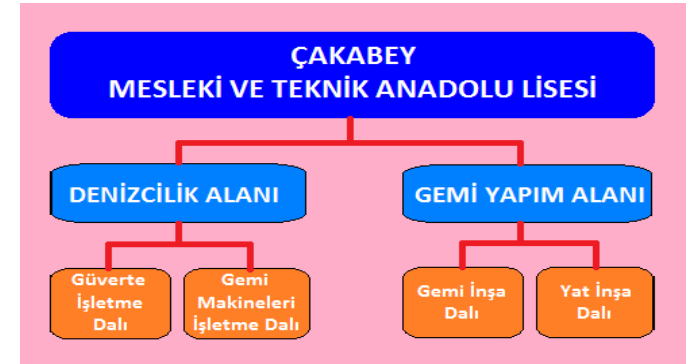 ÇAKABEY
MESLEKİ VE TEKNİK ANADOLU LİSESİ
DENİZCİLİK ALANI
GEMİ YAPIM ALANI
Güverte
İşletme
Dalı
Gemi
Makineleri
İşletme Dalı
Gemi İnşa
Dalı
Yat İnşa
Dalı